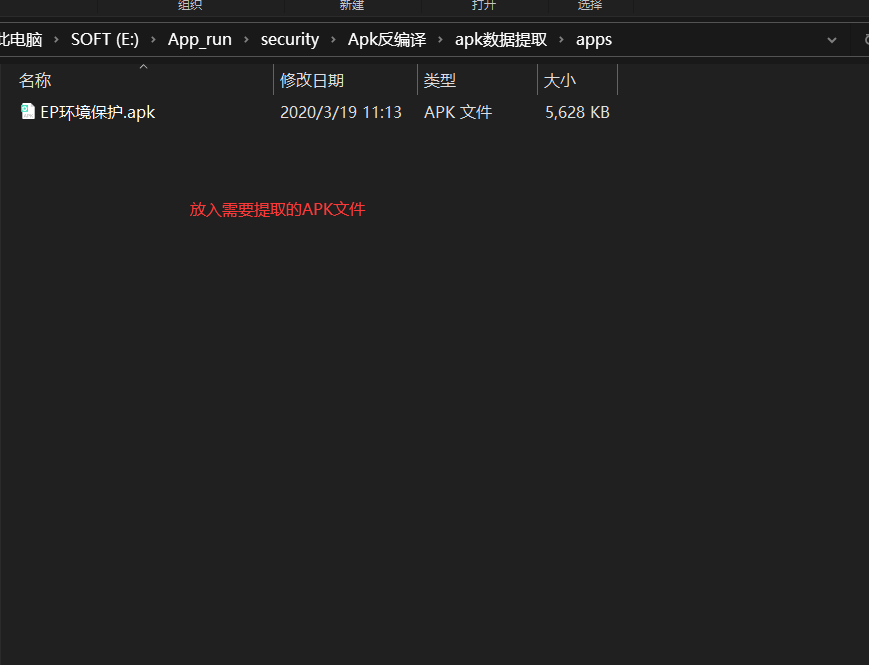 组织 新建 打开 选择
此电脑 › SOFT (E:) › App_run › security › Apk反编译 › apk数据提取 › apps
名称 修改日期 类型 大小
EP环境保护.apk 2020/3/19 11:13 APK 文件 5,628 KB
放入需要提取的APK文件